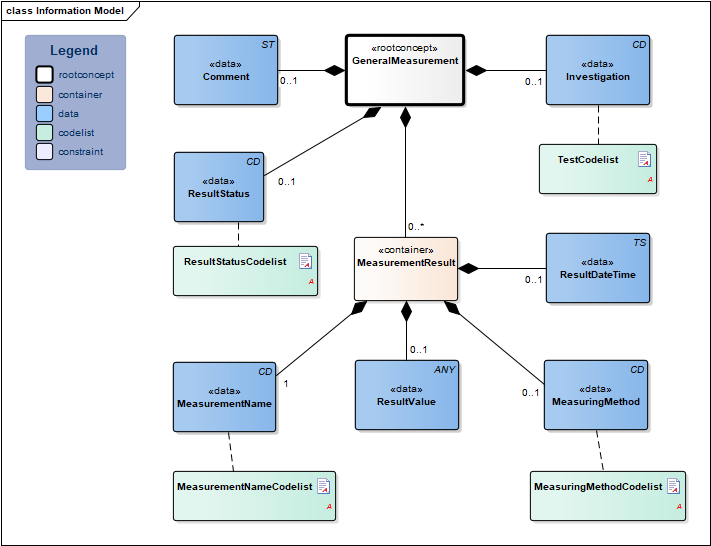 class Information Model
Legend
rootconcept
container
data
codelist
constraint
ST
«data»
Comment
0..1
«rootconcept»
GeneralMeasurement
CD
«data»
Investigation
0..1
TestCodelist
A
CD
«data»
ResultStatus
0..1
ResultStatusCodelist
A
0..*
«container»
MeasurementResult
TS
«data»
ResultDateTime
0..1
CD
«data»
MeasurementName
1
ANY
«data»
ResultValue
0..1
CD
«data»
MeasuringMethod
0..1
MeasurementNameCodelist
A
MeasuringMethodCodelist
A